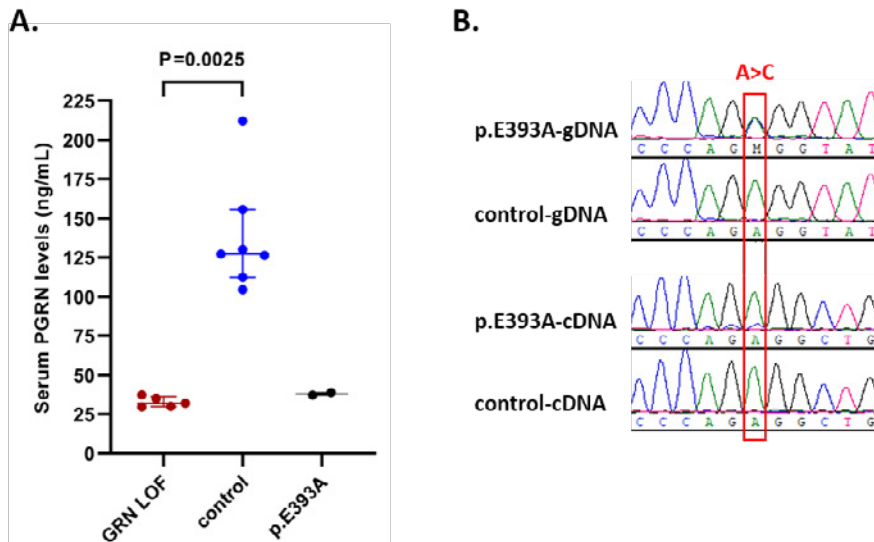 A.
B.
P=0.0025
Serum PGRN levels (ng/mL)
225
200
175
150
125
100
75
50
25
0
GRN LOF
control
p.E393A
A>C
p.E393A-gDNA
C C C A G M G G T A T
control-gDNA
C C C A G A G G T A T
p.E393A-cDNA
C C C A G A G G C T G
control-cDNA
C C C A G A G G C T G